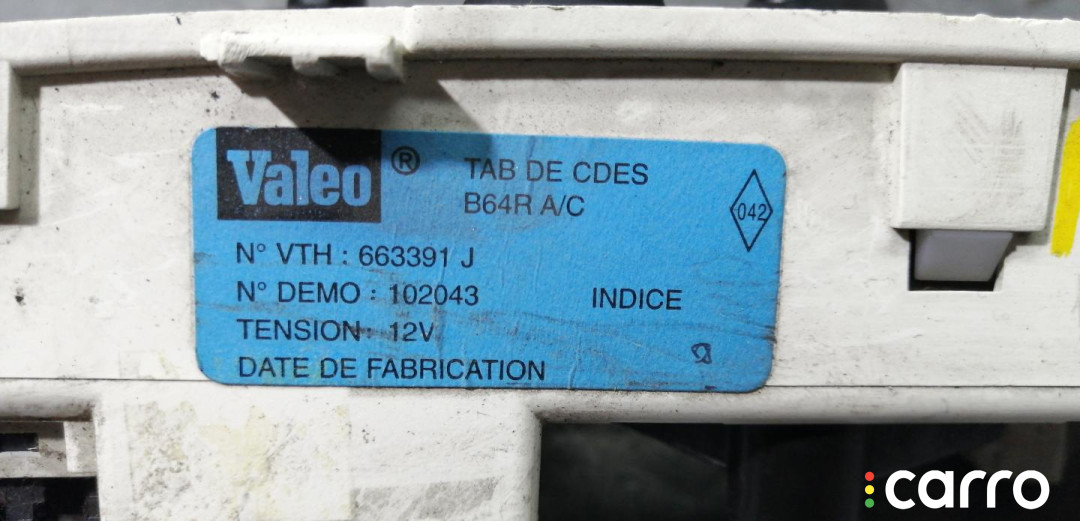 Valeo ®
TAB DE CDES
B64R A/C
042
N° VTH : 663391 J
N° DEMO : 102043
INDICE
TENSION: 12V
DATE DE FABRICATION
carro